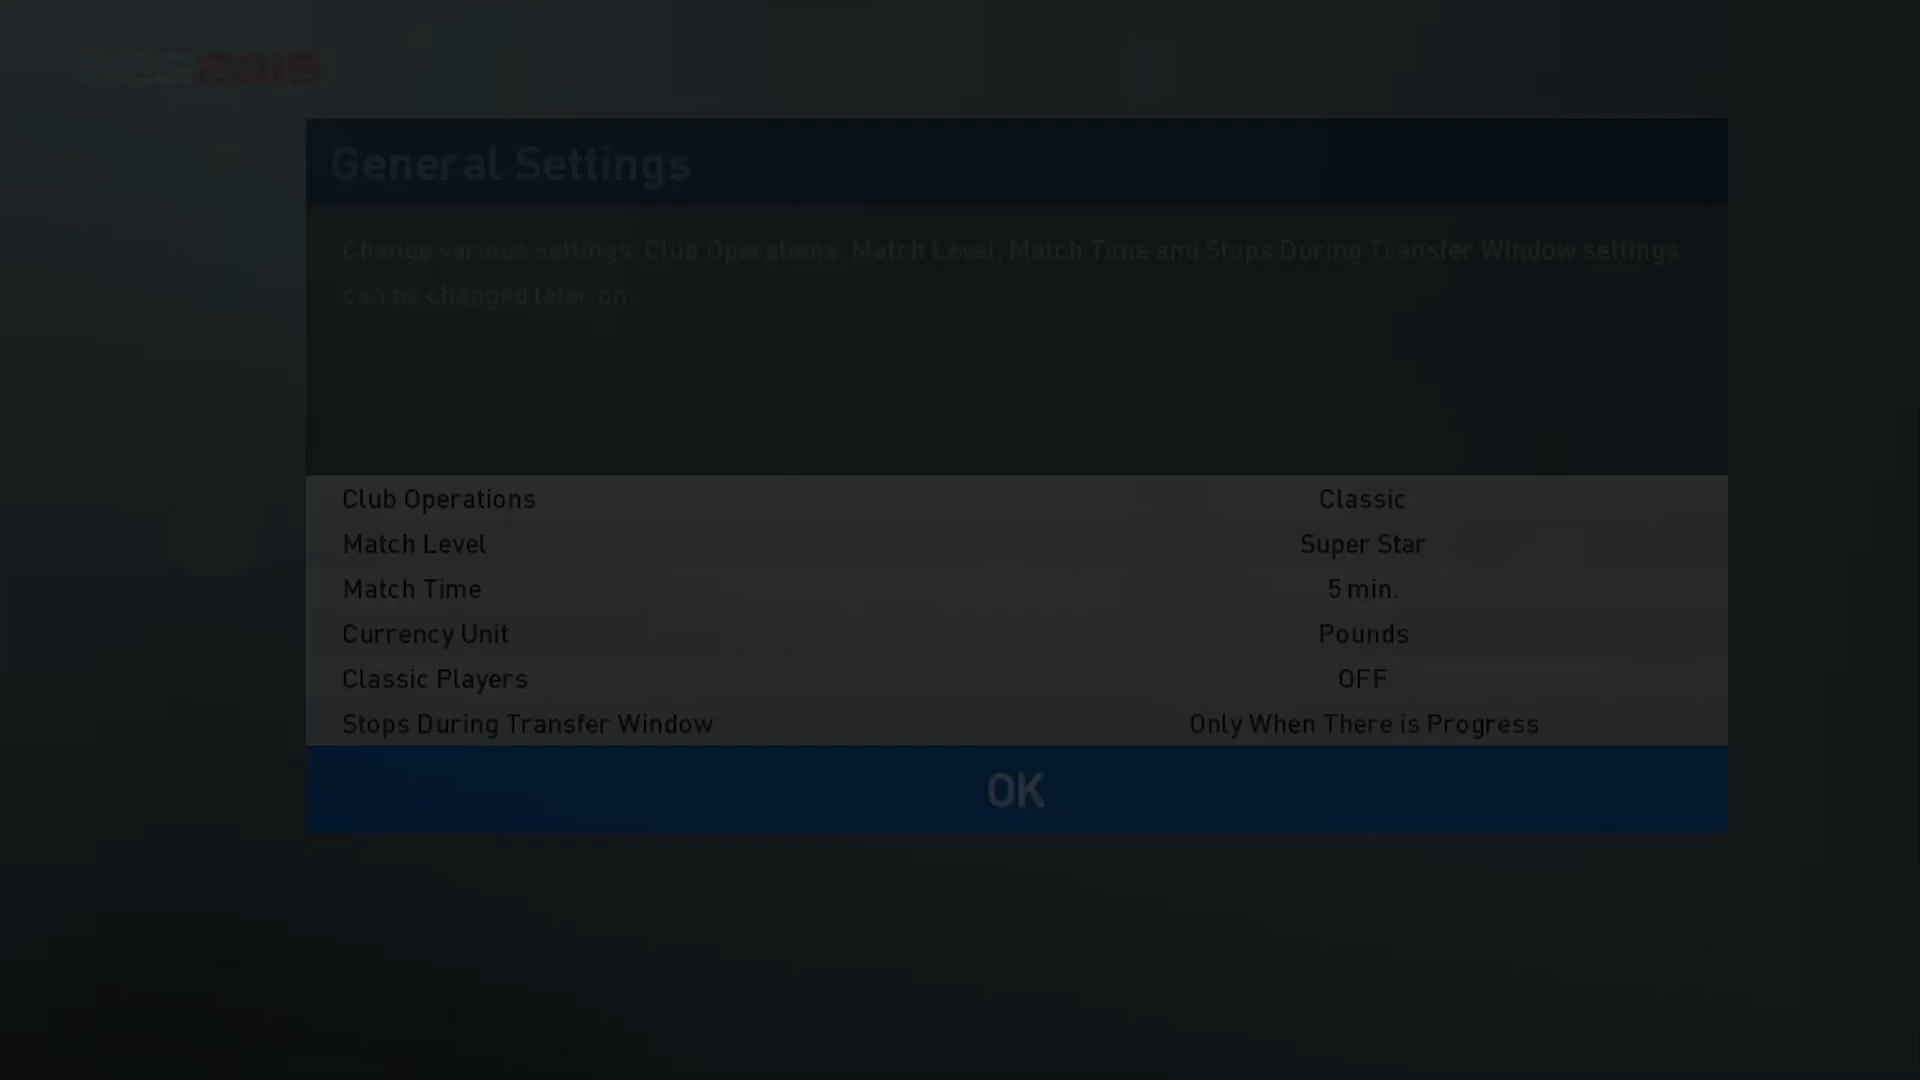 General Settings
Change various settings. Club Operations, Match Level, Match Time and Stops During Transfer Window settings
can be changed later on.
Club Operations Classic
Match Level Super Star
Match Time 5 min.
Currency Unit Pounds
Classic Players OFF
Stops During Transfer Window Only When There is Progress
OK